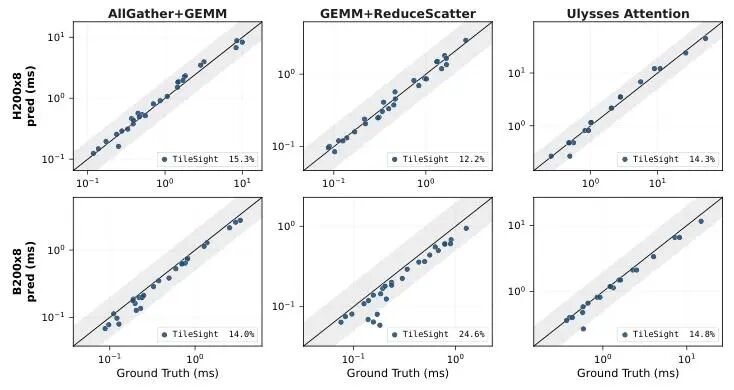 AllGather+GEMM
GEMM+ReduceScatter
Ulysses Attention
H200x8
pred (ms)
10¹
10⁰
10⁻¹
TileSight 15.3%
10⁻¹
10⁰
10¹
10⁰
10⁻¹
TileSight 12.2%
10⁻¹
10⁰
10¹
10⁰
TileSight 14.3%
10⁰
10¹
B200x8
pred (ms)
10⁰
10⁻¹
TileSight 14.0%
10⁻¹
10⁰
Ground Truth (ms)
10⁰
10⁻¹
TileSight 24.6%
10⁻¹
10⁰
Ground Truth (ms)
10¹
10⁰
TileSight 14.8%
10⁰
10¹
Ground Truth (ms)